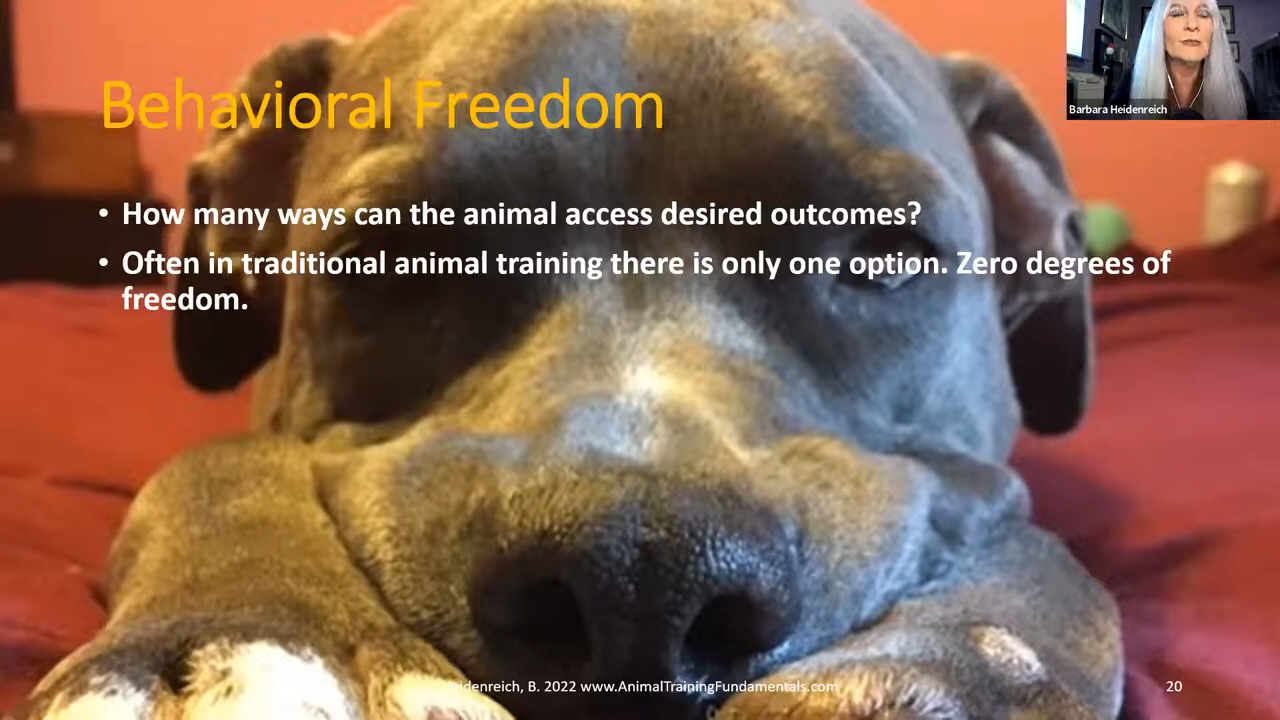 Behavioral Freedom
Barbara Heidenreich
• How many ways can the animal access desired outcomes?
• Often in traditional animal training there is only one option. Zero degrees of
freedom.
B. 2022 www.AnimalTrainingFundamentals.com
20